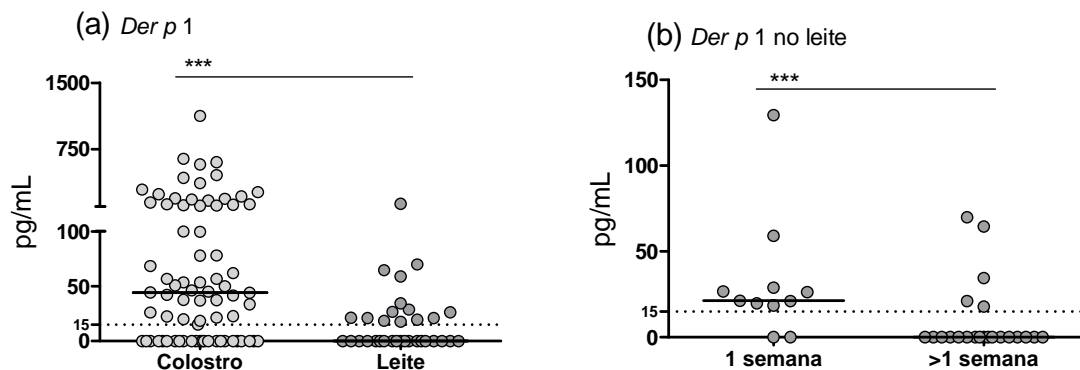 (a) Der p 1
***
1500
750
100
50
15
0
pg/mL
Colostro
Leite
(b) Der p 1 no leite
***
150
100
50
15
0
pg/mL
1 semana
>1 semana